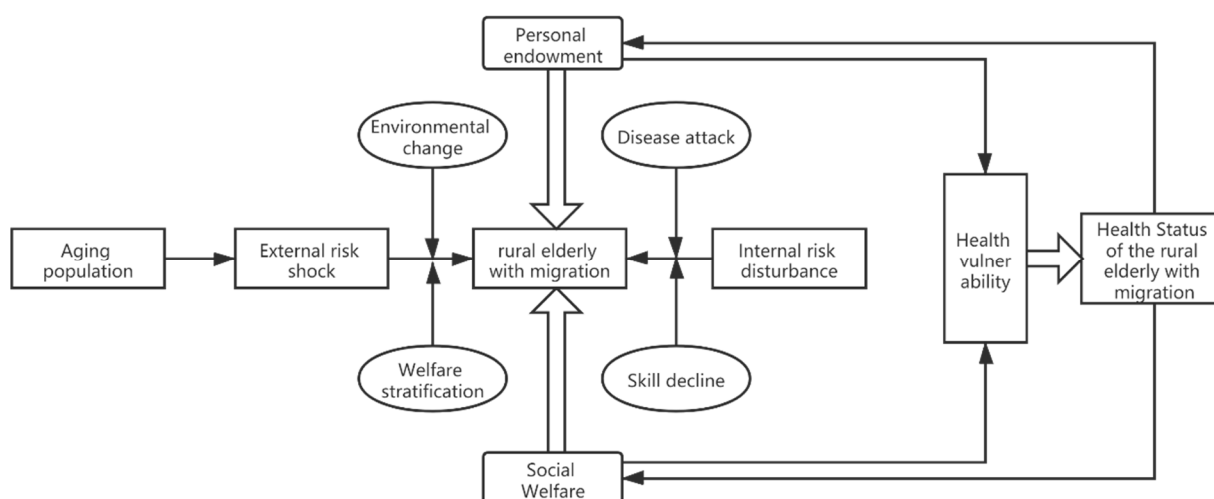 Personal
endowment
Environmental
change
Disease attack
Aging
population
External risk
shock
rural elderly
with migration
Internal risk
disturbance
Health
vulner
ability
Health Status
of the rural
elderly with
migration
Welfare
stratification
Skill decline
Social
Welfare